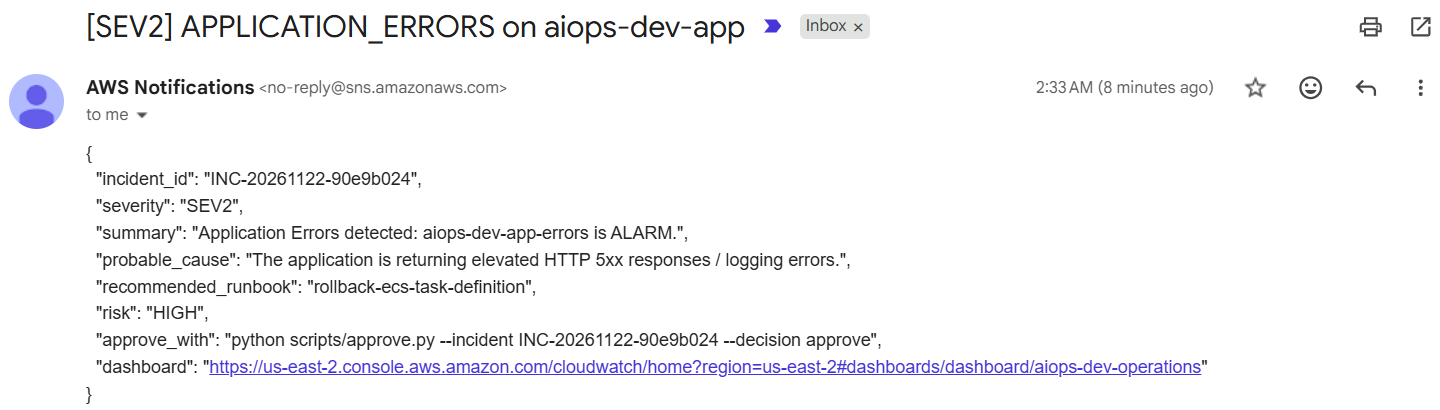 [SEV2] APPLICATION_ERRORS on aiops-dev-app Inbox ×
AWS Notifications <no-reply@sns.amazonaws.com> 2:33 AM (8 minutes ago)
to me
{
"incident_id": "INC-20261122-90e9b024",
"severity": "SEV2",
"summary": "Application Errors detected: aiops-dev-app-errors is ALARM.",
"probable_cause": "The application is returning elevated HTTP 5xx responses / logging errors.",
"recommended_runbook": "rollback-ecs-task-definition",
"risk": "HIGH",
"approve_with": "python scripts/approve.py --incident INC-20261122-90e9b024 --decision approve",
"dashboard": "https://us-east-2.console.aws.amazon.com/cloudwatch/home?region=us-east-2#dashboards/dashboard/aiops-dev-operations"
}